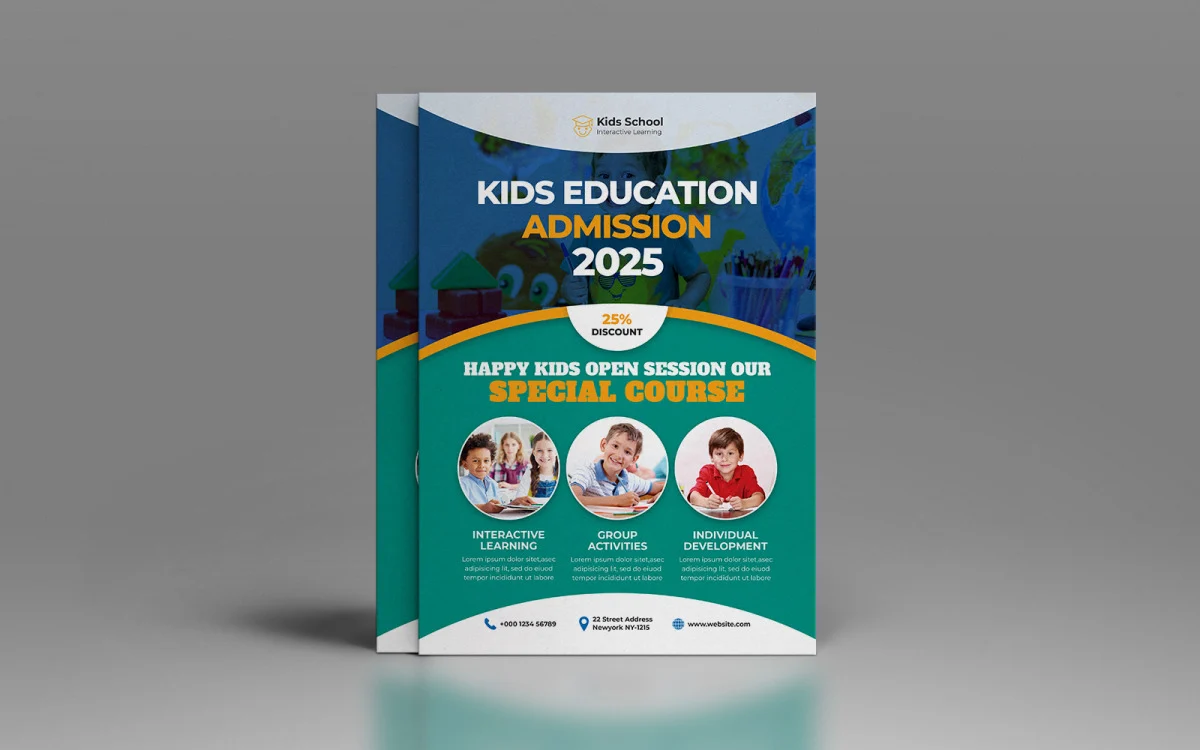 Kids School
Interactive Learning
KIDS EDUCATION
ADMISSION
2025
25%
DISCOUNT
HAPPY KIDS OPEN SESSION OUR
SPECIAL COURSE
INTERACTIVE
LEARNING
Lorem ipsum dolor sitet,asec
adipisicing lit, sed do eiuod
tempor incididunt ut labore
GROUP
ACTIVITIES
Lorem ipsum dolor sitet,asec
adipisicing lit, sed do eiuod
tempor incididunt ut labore
INDIVIDUAL
DEVELOPMENT
Lorem ipsum dolor sitet,asec
adipisicing lit, sed do eiuod
tempor incididunt ut labore
+000 1234 56789
22 Street Address
Newyork NY-1215
www.website.com